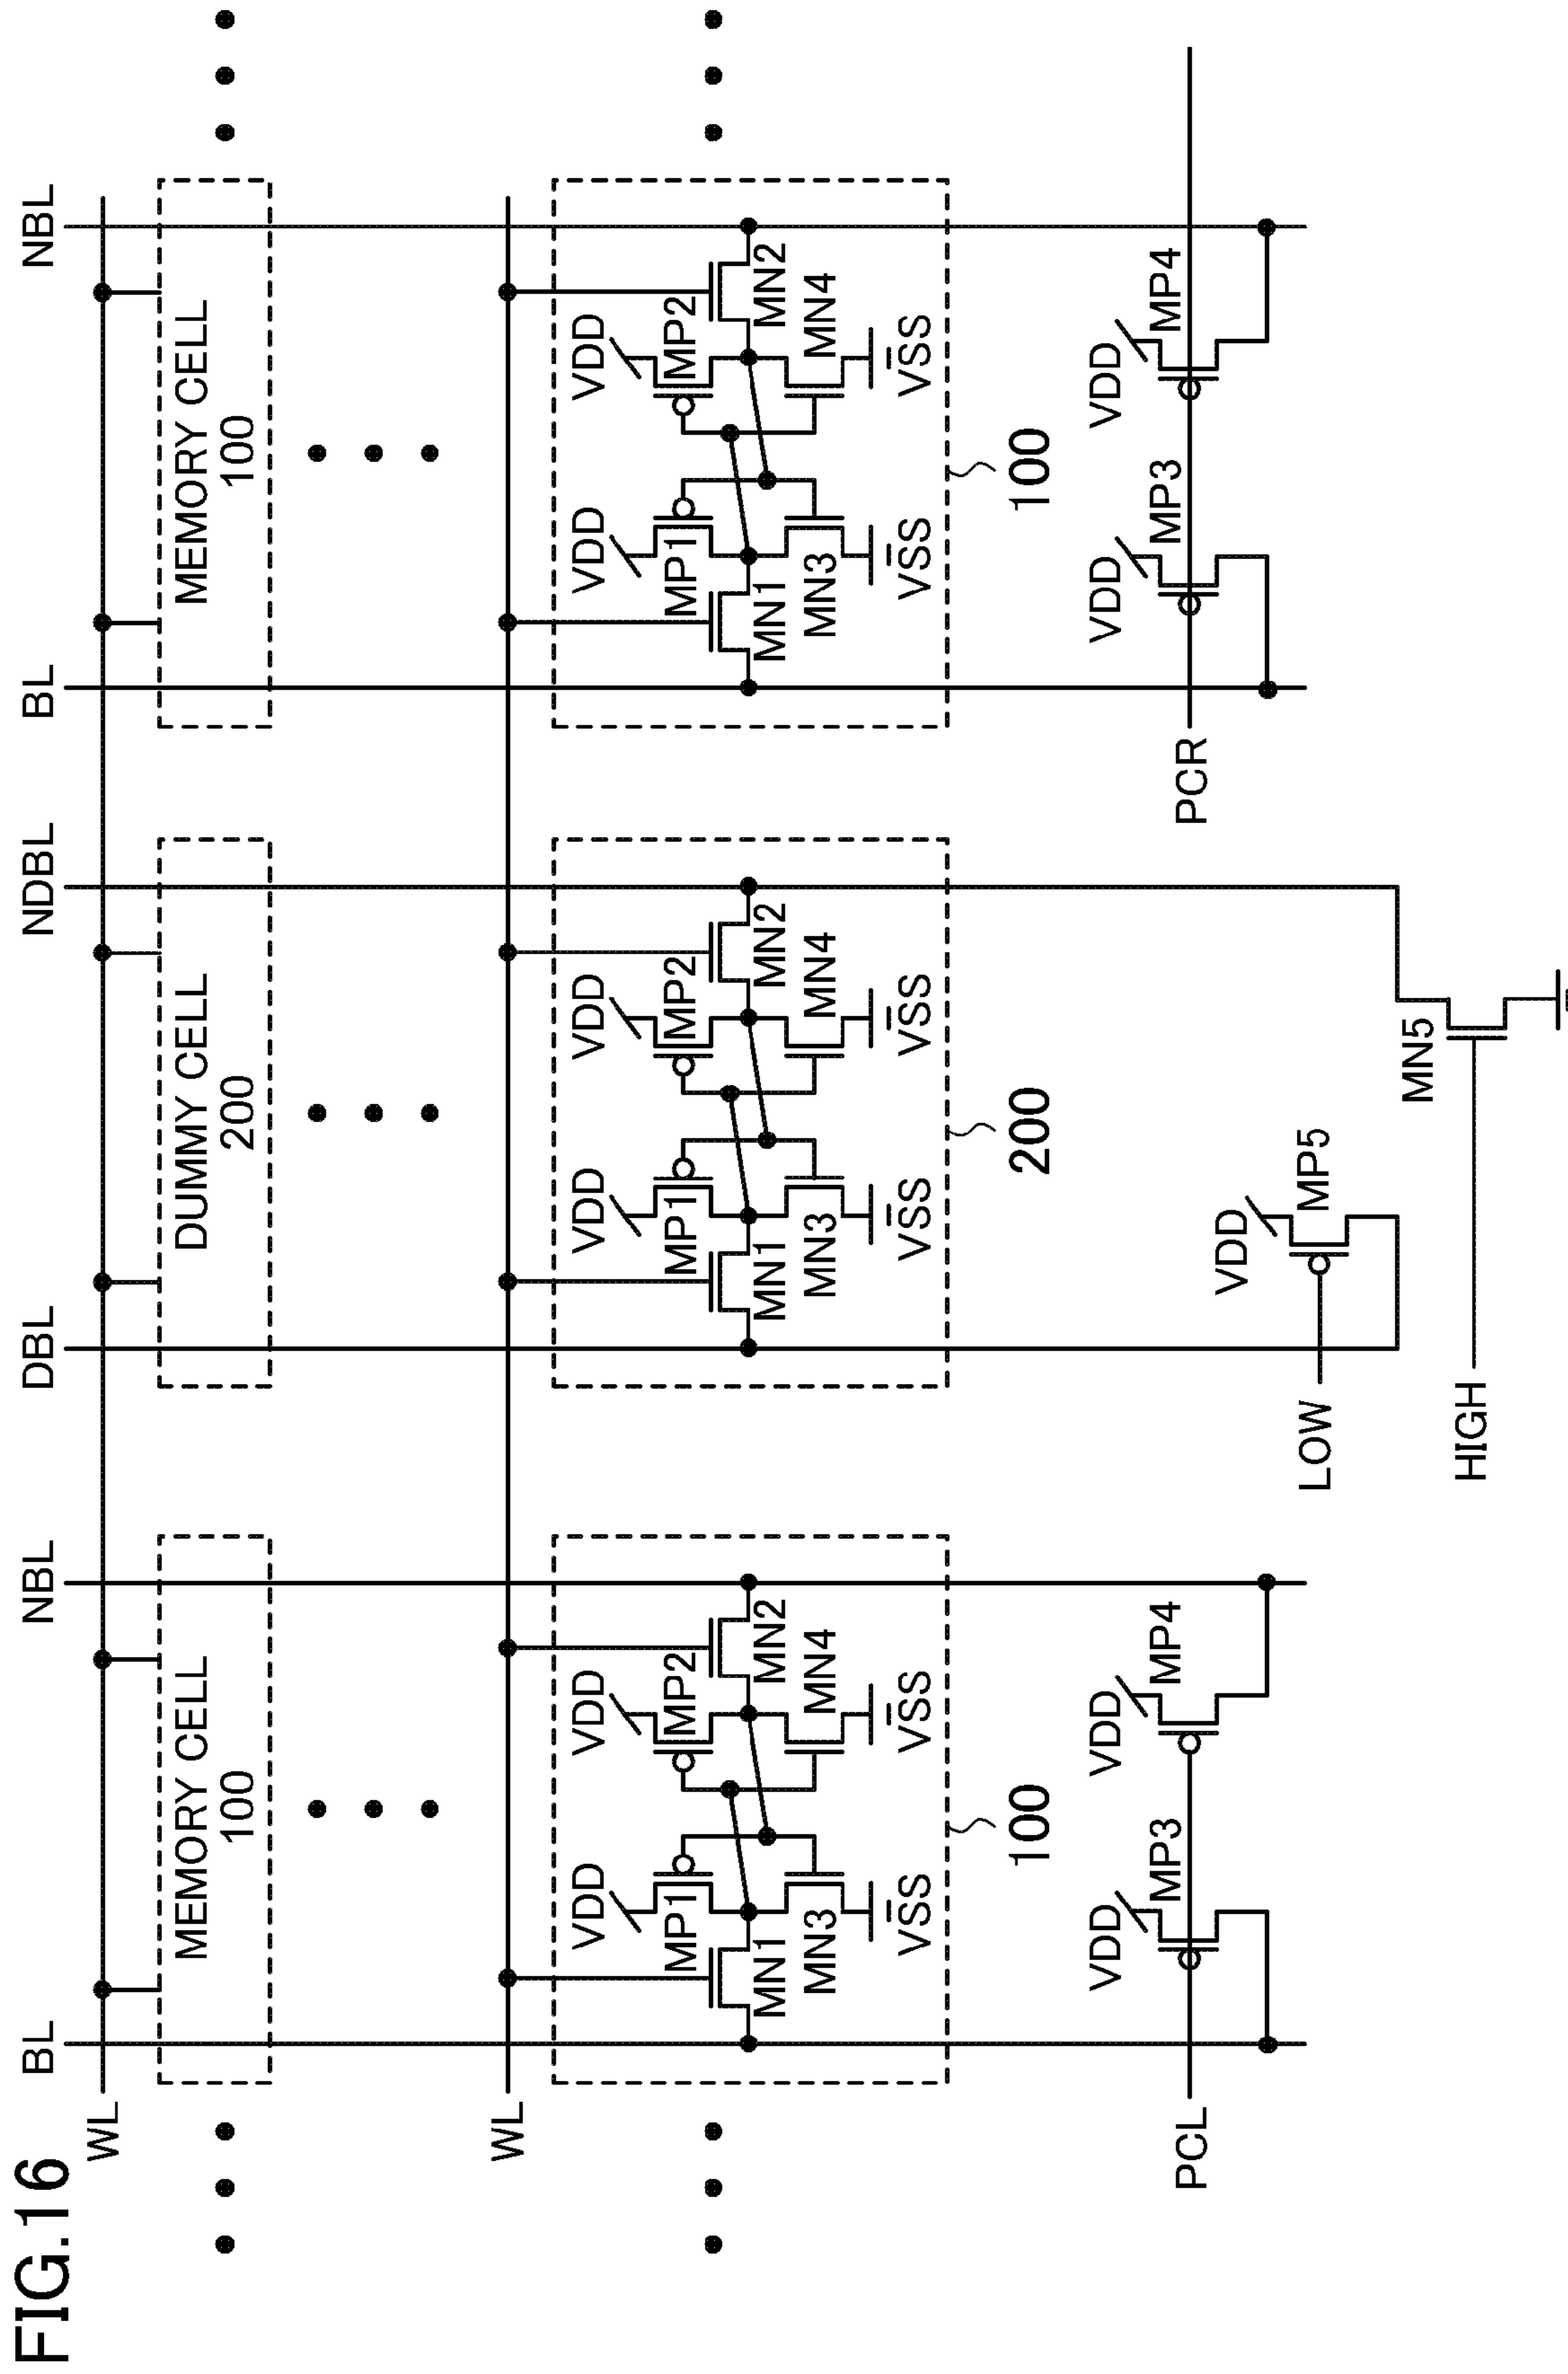 FIG.16
BL NBL DBL NDBL BL NBL
WL
MEMORY CELL DUMMY CELL MEMORY CELL
100 200 100
WL
VDD VDD VDD VDD VDD VDD
MP1 MP2 MP1 MP2 MP1 MP2
MN1 MN2 MN1 MN2 MN1 MN2
MN3 MN4 MN3 MN4 MN3 MN4
VSS VSS VSS VSS VSS VSS
100 200 100
VDD VDD VDD VDD
MP3 MP4 MP3 MP4
PCL PCR
VDD
MP5
LOW
MN5
HIGH